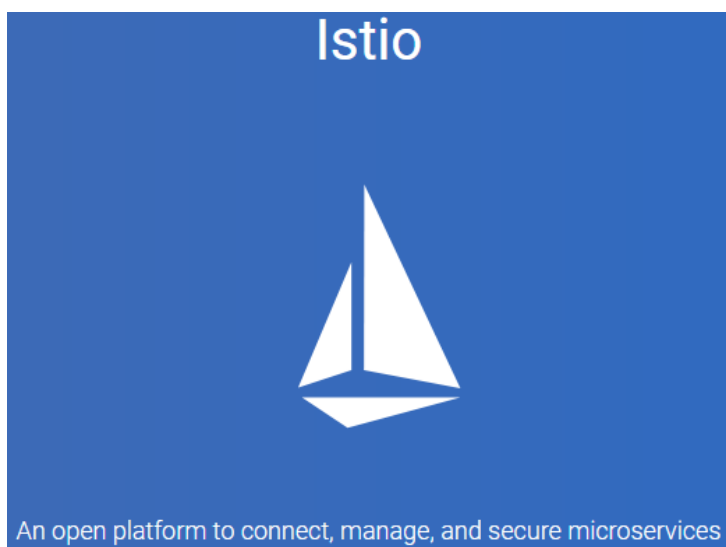 Istio
An open platform to connect, manage, and secure microservices